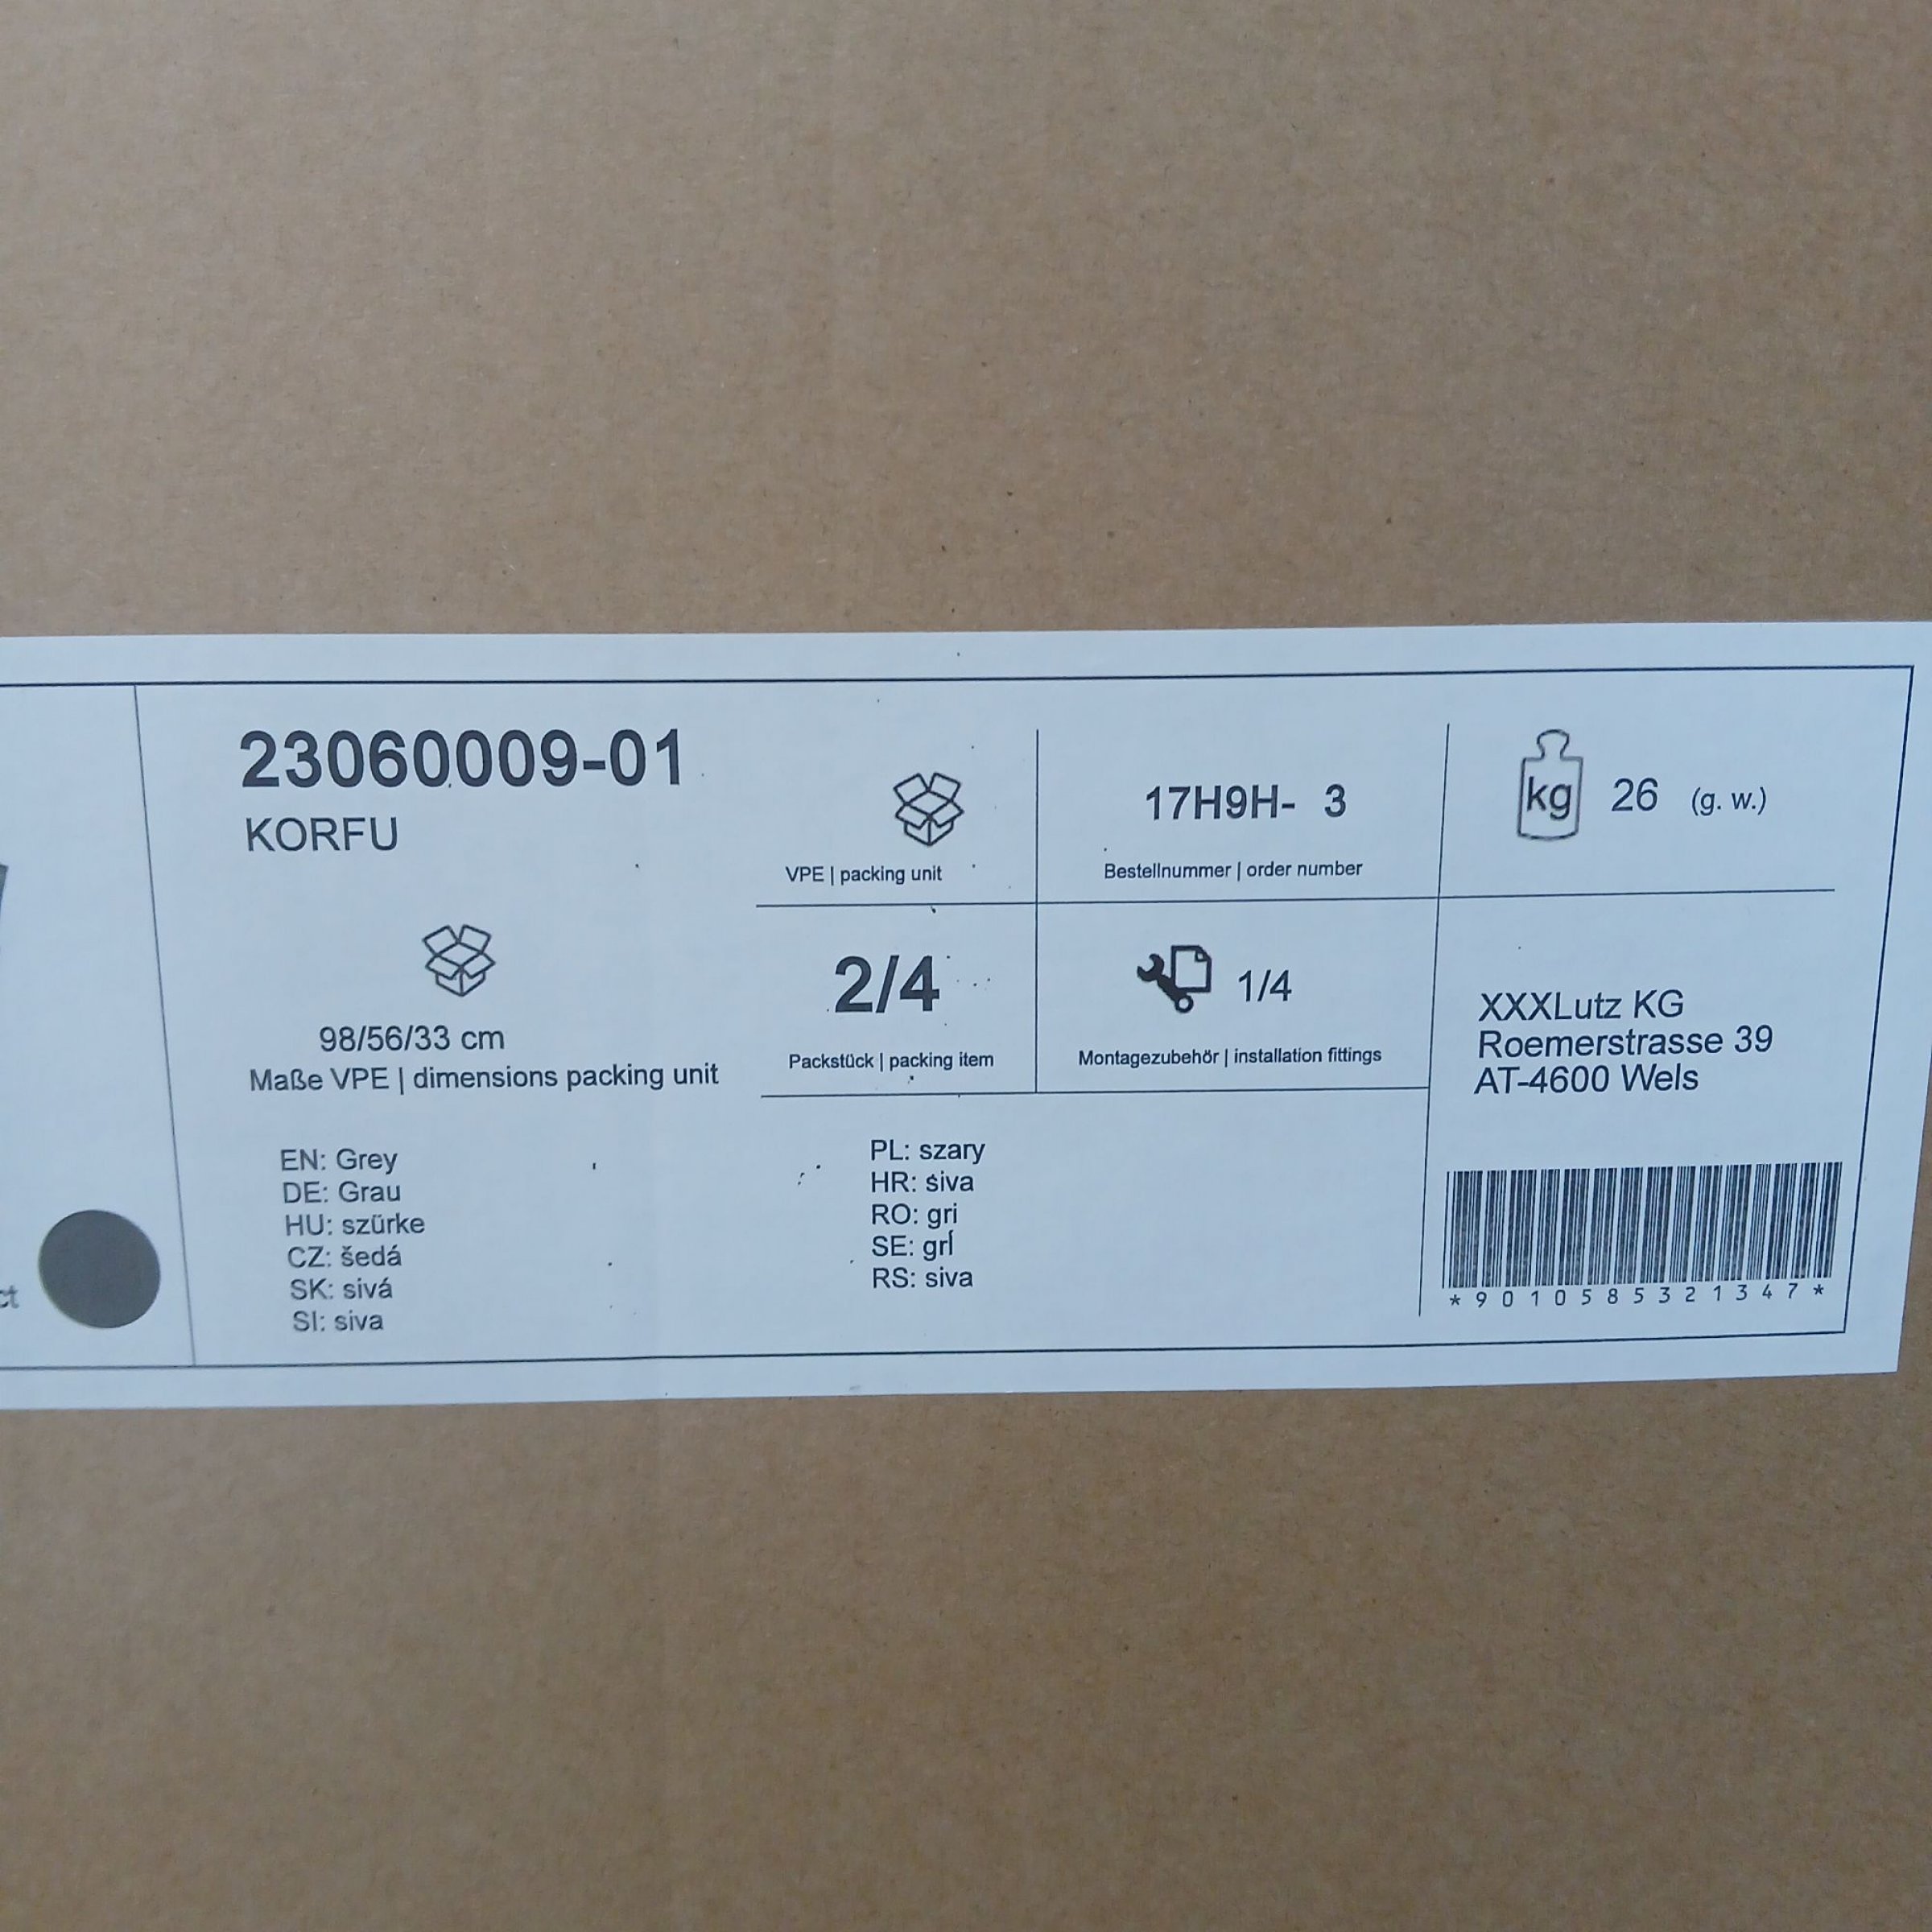 23060009-01
KORFU
98/56/33 cm
Maße VPE | dimensions packing unit
VPE | packing unit
17H9H- 3
Bestellnummer | order number
kg 26 (g. w.)
2/4
Packstück | packing item
1/4
Montagezubehör | installation fittings
XXXLutz KG
Roemerstrasse 39
AT-4600 Wels
EN: Grey
DE: Grau
HU: szürke
CZ: šedá
SK: sivá
SI: siva
PL: szary
HR: siva
RO: gri
SE: grĺ
RS: siva
*9010585321347*